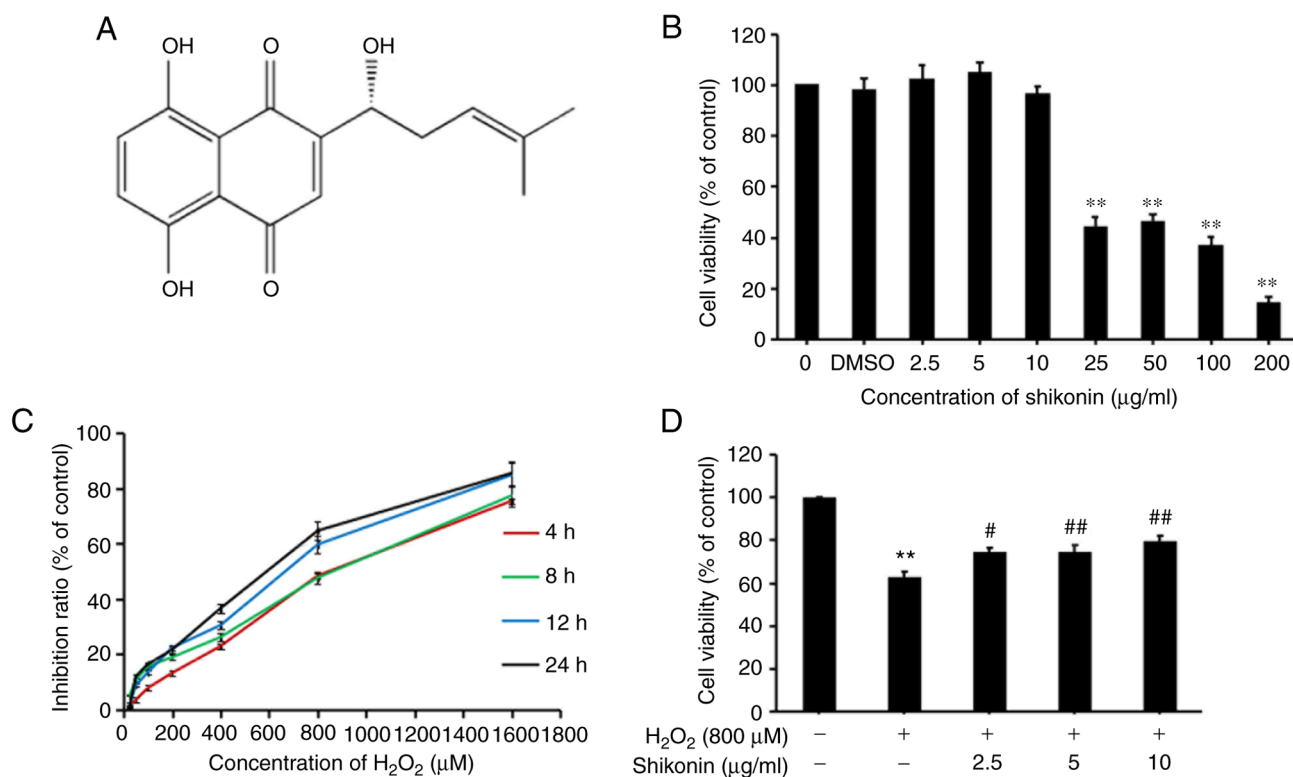 A
OH
O
OH
OH
O
B
120
100
80
60
40
20
0
Cell viability (% of control)
** ** ** **
0 DMSO 2.5 5 10 25 50 100 200
Concentration of shikonin (μg/ml)
C
100
80
60
40
20
0
Inhibition ratio (% of control)
4 h
8 h
12 h
24 h
0 200 400 600 800 1000 1200 1400 1600 1800
Concentration of H₂O₂ (μM)
D
120
100
80
60
40
20
0
Cell viability (% of control)
** # ## ##
H₂O₂ (800 μM) – + + + +
Shikonin (μg/ml) – – 2.5 5 10